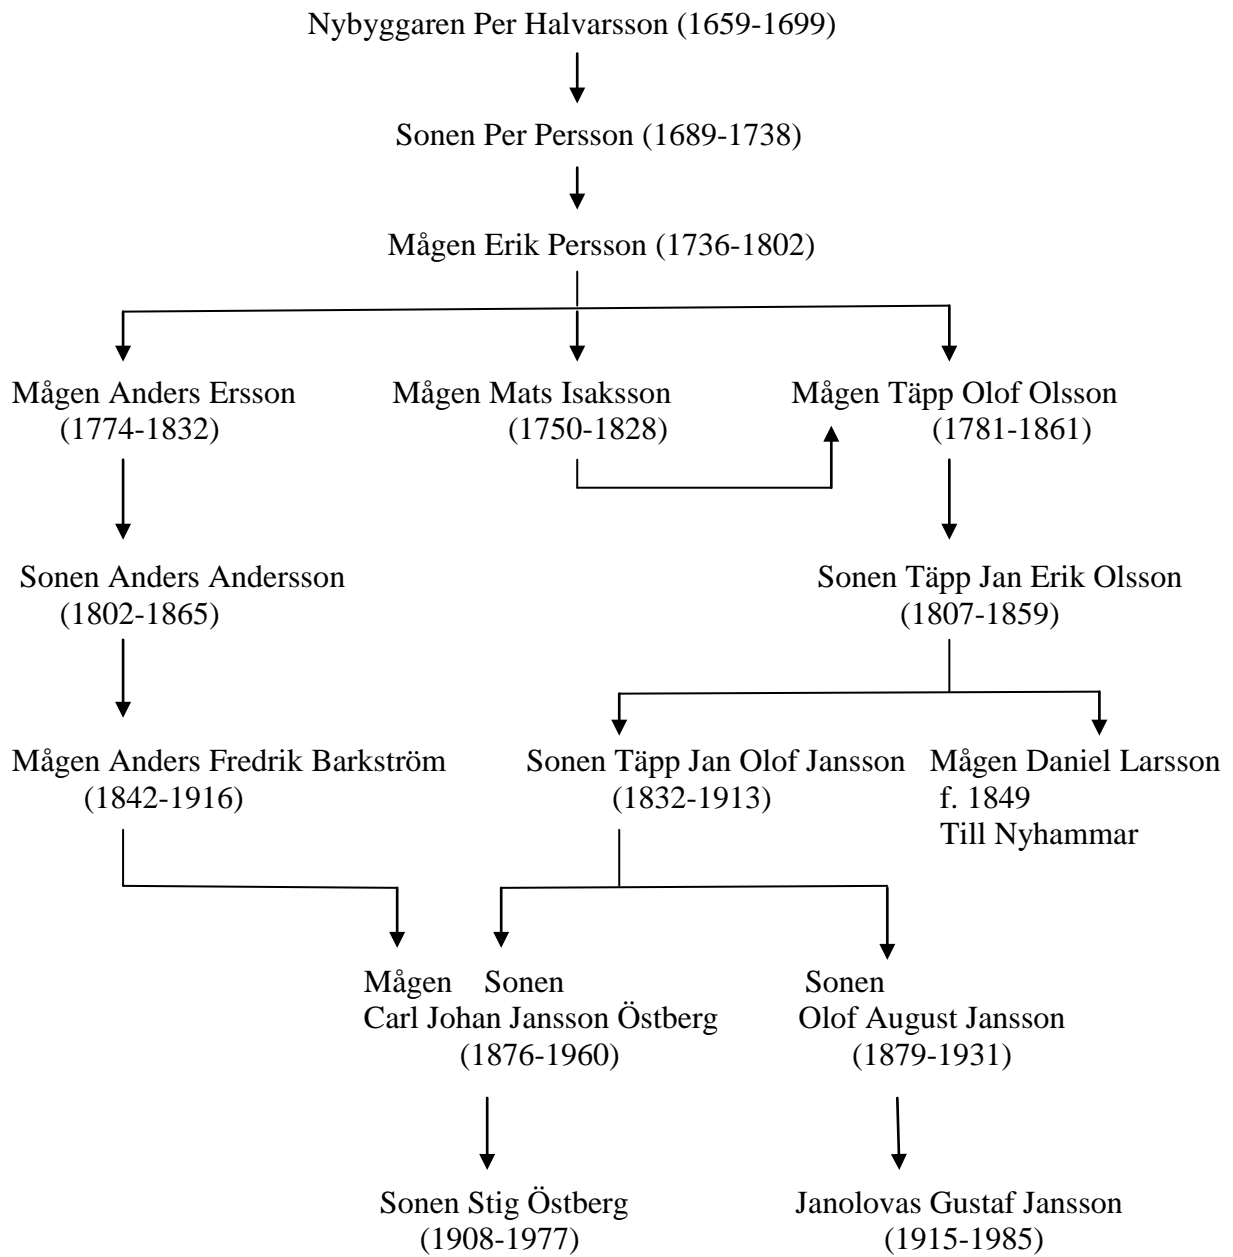 Nybyggaren Per Halvarsson (1659-1699)
Sonen Per Persson (1689-1738)
Mågen Erik Persson (1736-1802)
Mågen Anders Ersson
(1774-1832)
Mågen Mats Isaksson
(1750-1828)
Mågen Täpp Olof Olsson
(1781-1861)
Sonen Anders Andersson
(1802-1865)
Sonen Täpp Jan Erik Olsson
(1807-1859)
Mågen Anders Fredrik Barkström
(1842-1916)
Sonen Täpp Jan Olof Jansson
(1832-1913)
Mågen Daniel Larsson
f. 1849
Till Nyhammar
Mågen Sonen
Carl Johan Jansson Östberg
(1876-1960)
Sonen
Olof August Jansson
(1879-1931)
Sonen Stig Östberg
(1908-1977)
Janolovas Gustaf Jansson
(1915-1985)